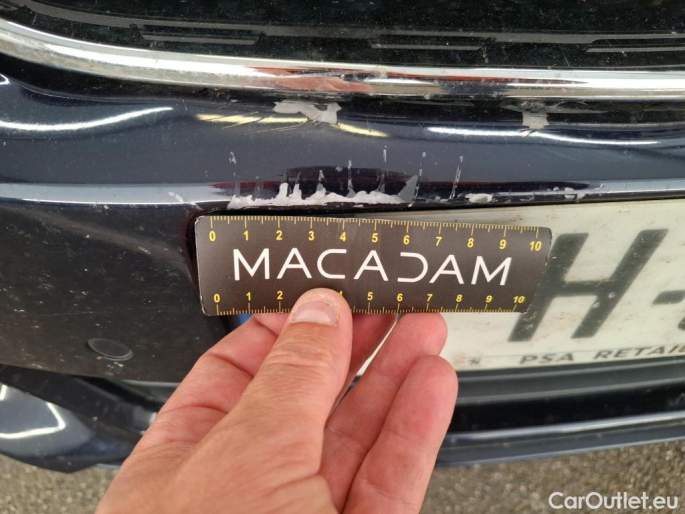 0 1 2 3 4 5 6 7 8 9 10
MACADAM
0 1 2 4 5 6 7 8 9 10
H-
PSA RETAIL
CarOutlet.eu